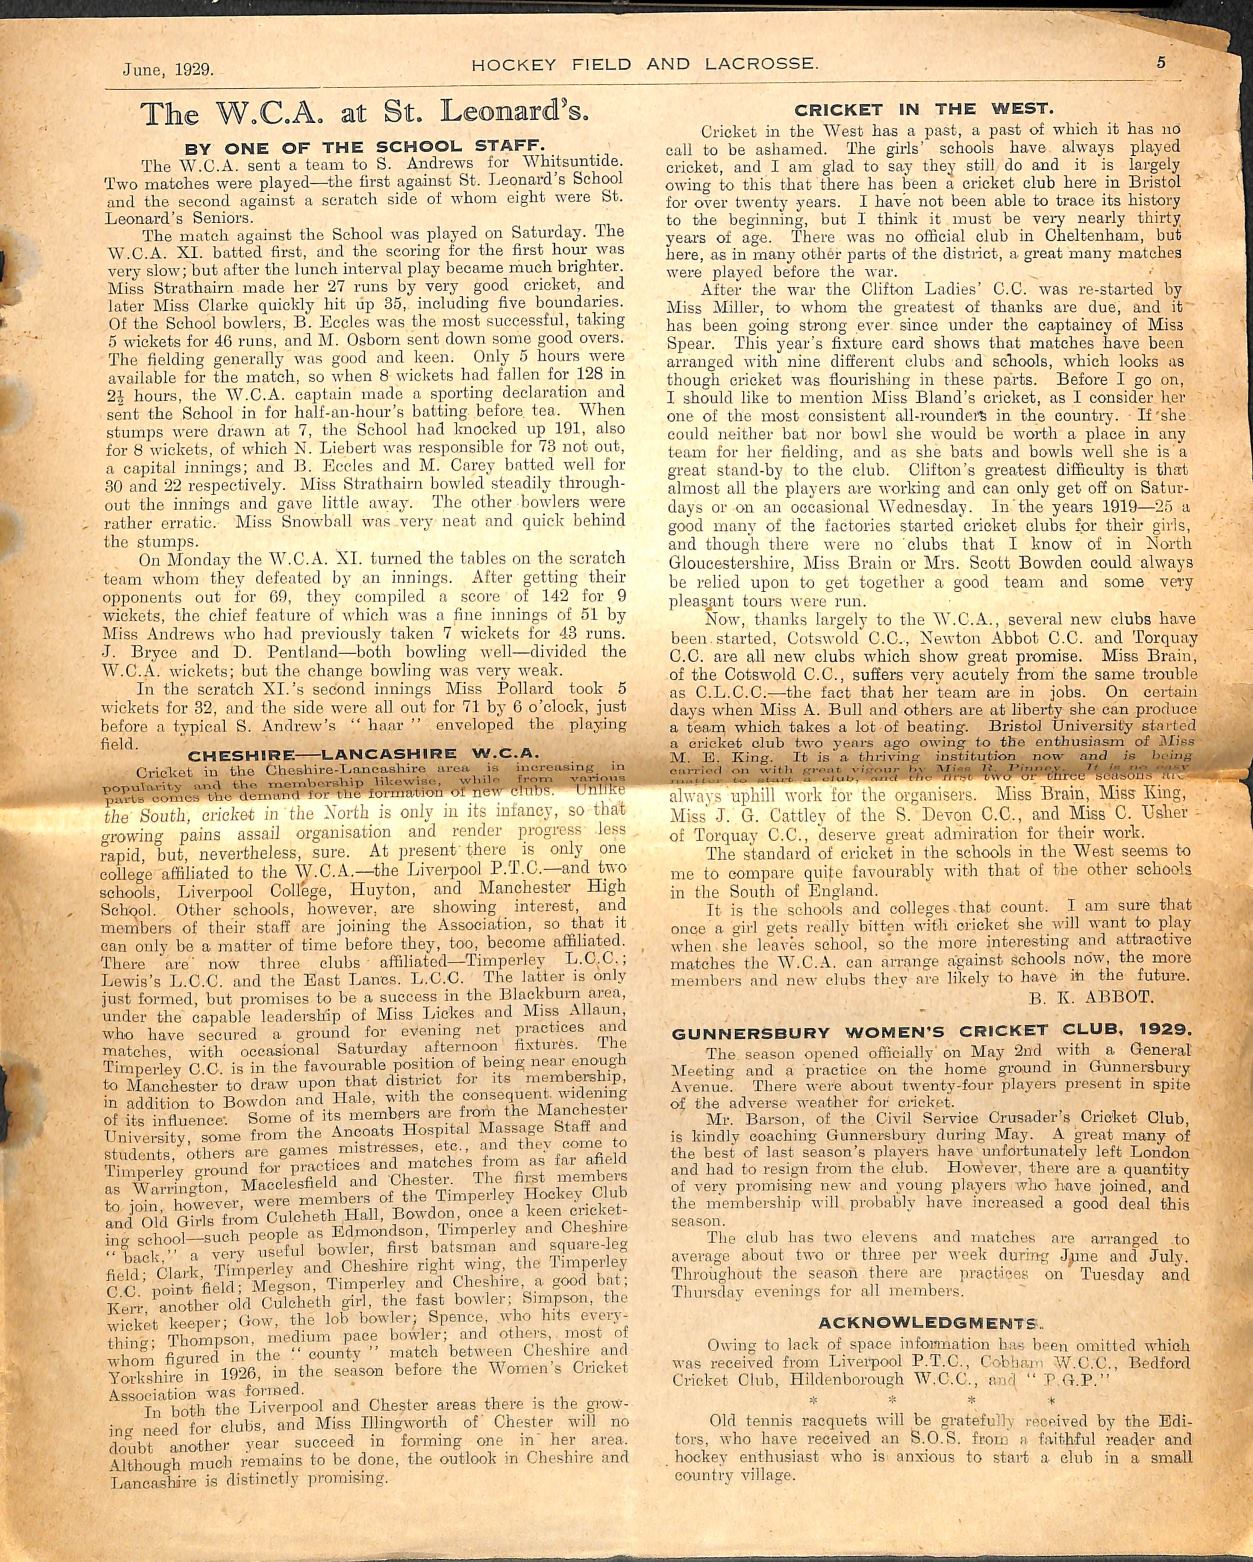 June, 1929.
HOCKEY FIELD AND LACROSSE.
5
The W.C.A. at St. Leonard's.
BY ONE OF THE SCHOOL STAFF.
The W.C.A. sent a team to S. Andrews for Whitsuntide.
Two matches were played—the first against St. Leonard's School
and the second against a scratch side of whom eight were St.
Leonard's Seniors.
The match against the School was played on Saturday. The
W.C.A. XI. batted first, and the scoring for the first hour was
very slow; but after the lunch interval play became much brighter.
Miss Strathairn made her 27 runs by very good cricket, and
later Miss Clarke quickly hit up 35, including five boundaries.
Of the School bowlers, B. Eccles was the most successful, taking
5 wickets for 46 runs, and M. Osborn sent down some good overs.
The fielding generally was good and keen. Only 5 hours were
available for the match, so when 8 wickets had fallen for 128 in
2½ hours, the W.C.A. captain made a sporting declaration and
sent the School in for half-an-hour's batting before tea. When
stumps were drawn at 7, the School had knocked up 191, also
for 8 wickets, of which N. Liebert was responsible for 73 not out,
a capital innings; and B. Eccles and M. Carey batted well for
30 and 22 respectively. Miss Strathairn bowled steadily through-
out the innings and gave little away. The other bowlers were
rather erratic. Miss Snowball was very neat and quick behind
the stumps.
On Monday the W.C.A. XI. turned the tables on the scratch
team whom they defeated by an innings. After getting their
opponents out for 69, they compiled a score of 142 for 9
wickets, the chief feature of which was a fine innings of 51 by
Miss Andrews who had previously taken 7 wickets for 43 runs.
J. Bryce and D. Pentland—both bowling well—divided the
W.C.A. wickets; but the change bowling was very weak.
In the scratch XI.'s second innings Miss Pollard took 5
wickets for 32, and the side were all out for 71 by 6 o'clock, just
before a typical S. Andrew's " haar " enveloped the playing
field.
CHESHIRE—LANCASHIRE W.C.A.
Cricket in the Cheshire-Lancashire area is increasing in
popularity and the membership likewise, while from various
parts comes the demand for the formation of new clubs. Unlike
the South, cricket in the North is only in its infancy, so that
growing pains assail organisation and render progress less
rapid, but, nevertheless, sure. At present there is only one
college affiliated to the W.C.A.—the Liverpool P.T.C.—and two
schools, Liverpool College, Huyton, and Manchester High
School. Other schools, however, are showing interest, and
members of their staff are joining the Association, so that it
can only be a matter of time before they, too, become affiliated.
There are now three clubs affiliated—Timperley L.C.C.;
Lewis's L.C.C. and the East Lancs. L.C.C. The latter is only
just formed, but promises to be a success in the Blackburn area,
under the capable leadership of Miss Lickes and Miss Allaun,
who have secured a ground for evening net practices and
matches, with occasional Saturday afternoon fixtures. The
Timperley C.C. is in the favourable position of being near enough
to Manchester to draw upon that district for its membership,
in addition to Bowdon and Hale, with the consequent widening
of its influence. Some of its members are from the Manchester
University, some from the Ancoats Hospital Massage Staff and
students, others are games mistresses, etc., and they come to
Timperley ground for practices and matches from as far afield
as Warrington, Macclesfield and Chester. The first members
to join, however, were members of the Timperley Hockey Club
and Old Girls from Culcheth Hall, Bowdon, once a keen cricket-
ing school—such people as Edmondson, Timperley and Cheshire
" back," a very useful bowler, first batsman and square-leg
field; Clark, Timperley and Cheshire right wing, the Timperley
C.C. point field; Megson, Timperley and Cheshire, a good bat;
Kerr, another old Culcheth girl, the fast bowler; Simpson, the
wicket keeper; Gow, the lob bowler; Spence, who hits every-
thing; Thompson, medium pace bowler; and others, most of
whom figured in the " county " match between Cheshire and
Yorkshire in 1926, in the season before the Women's Cricket
Association was formed.
In both the Liverpool and Chester areas there is the grow-
ing need for clubs, and Miss Illingworth of Chester will no
doubt another year succeed in forming one in her area.
Although much remains to be done, the outlook in Cheshire and
Lancashire is distinctly promising.
CRICKET IN THE WEST.
Cricket in the West has a past, a past of which it has no
call to be ashamed. The girls' schools have always played
cricket, and I am glad to say they still do and it is largely
owing to this that there has been a cricket club here in Bristol
for over twenty years. I have not been able to trace its history
to the beginning, but I think it must be very nearly thirty
years of age. There was no official club in Cheltenham, but
here, as in many other parts of the district, a great many matches
were played before the war.
After the war the Clifton Ladies' C.C. was re-started by
Miss Miller, to whom the greatest of thanks are due, and it
has been going strong ever since under the captaincy of Miss
Spear. This year's fixture card shows that matches have been
arranged with nine different clubs and schools, which looks as
though cricket was flourishing in these parts. Before I go on,
I should like to mention Miss Bland's cricket, as I consider her
one of the most consistent all-rounders in the country. If she
could neither bat nor bowl she would be worth a place in any
team for her fielding, and as she bats and bowls well she is a
great stand-by to the club. Clifton's greatest difficulty is that
almost all the players are working and can only get off on Satur-
days or on an occasional Wednesday. In the years 1919—25 a
good many of the factories started cricket clubs for their girls,
and though there were no clubs that I know of in North
Gloucestershire, Miss Brain or Mrs. Scott Bowden could always
be relied upon to get together a good team and some very
pleasant tours were run.
Now, thanks largely to the W.C.A., several new clubs have
been started, Cotswold C.C., Newton Abbot C.C. and Torquay
C.C. are all new clubs which show great promise. Miss Brain,
of the Cotswold C.C., suffers very acutely from the same trouble
as C.L.C.C.—the fact that her team are in jobs. On certain
days when Miss A. Bull and others are at liberty she can produce
a team which takes a lot of beating. Bristol University started
a cricket club two years ago owing to the enthusiasm of Miss
M. E. King. It is a thriving institution now and is being
carried on with great vigour by Miss R. Pinney. It is no easy
matter to start a club, and the first two or three seasons are
always uphill work for the organisers. Miss Brain, Miss King,
Miss J. G. Cattley of the S. Devon C.C., and Miss C. Usher
of Torquay C.C., deserve great admiration for their work.
The standard of cricket in the schools in the West seems to
me to compare quite favourably with that of the other schools
in the South of England.
It is the schools and colleges that count. I am sure that
once a girl gets really bitten with cricket she will want to play
when she leaves school, so the more interesting and attractive
matches the W.C.A. can arrange against schools now, the more
members and new clubs they are likely to have in the future.
B. K. ABBOT.
GUNNERSBURY WOMEN'S CRICKET CLUB, 1929.
The season opened officially on May 2nd with a General
Meeting and a practice on the home ground in Gunnersbury
Avenue. There were about twenty-four players present in spite
of the adverse weather for cricket.
Mr. Barson, of the Civil Service Crusader's Cricket Club,
is kindly coaching Gunnersbury during May. A great many of
the best of last season's players have unfortunately left London
and had to resign from the club. However, there are a quantity
of very promising new and young players who have joined, and
the membership will probably have increased a good deal this
season.
The club has two elevens and matches are arranged to
average about two or three per week during June and July.
Throughout the season there are practices on Tuesday and
Thursday evenings for all members.
ACKNOWLEDGMENTS.
Owing to lack of space information has been omitted which
was received from Liverpool P.T.C., Cobham W.C.C., Bedford
Cricket Club, Hildenborough W.C.C., and " P.G.P."
* * * *
Old tennis racquets will be gratefully received by the Edi-
tors, who have received an S.O.S. from a faithful reader and
hockey enthusiast who is anxious to start a club in a small
country village.